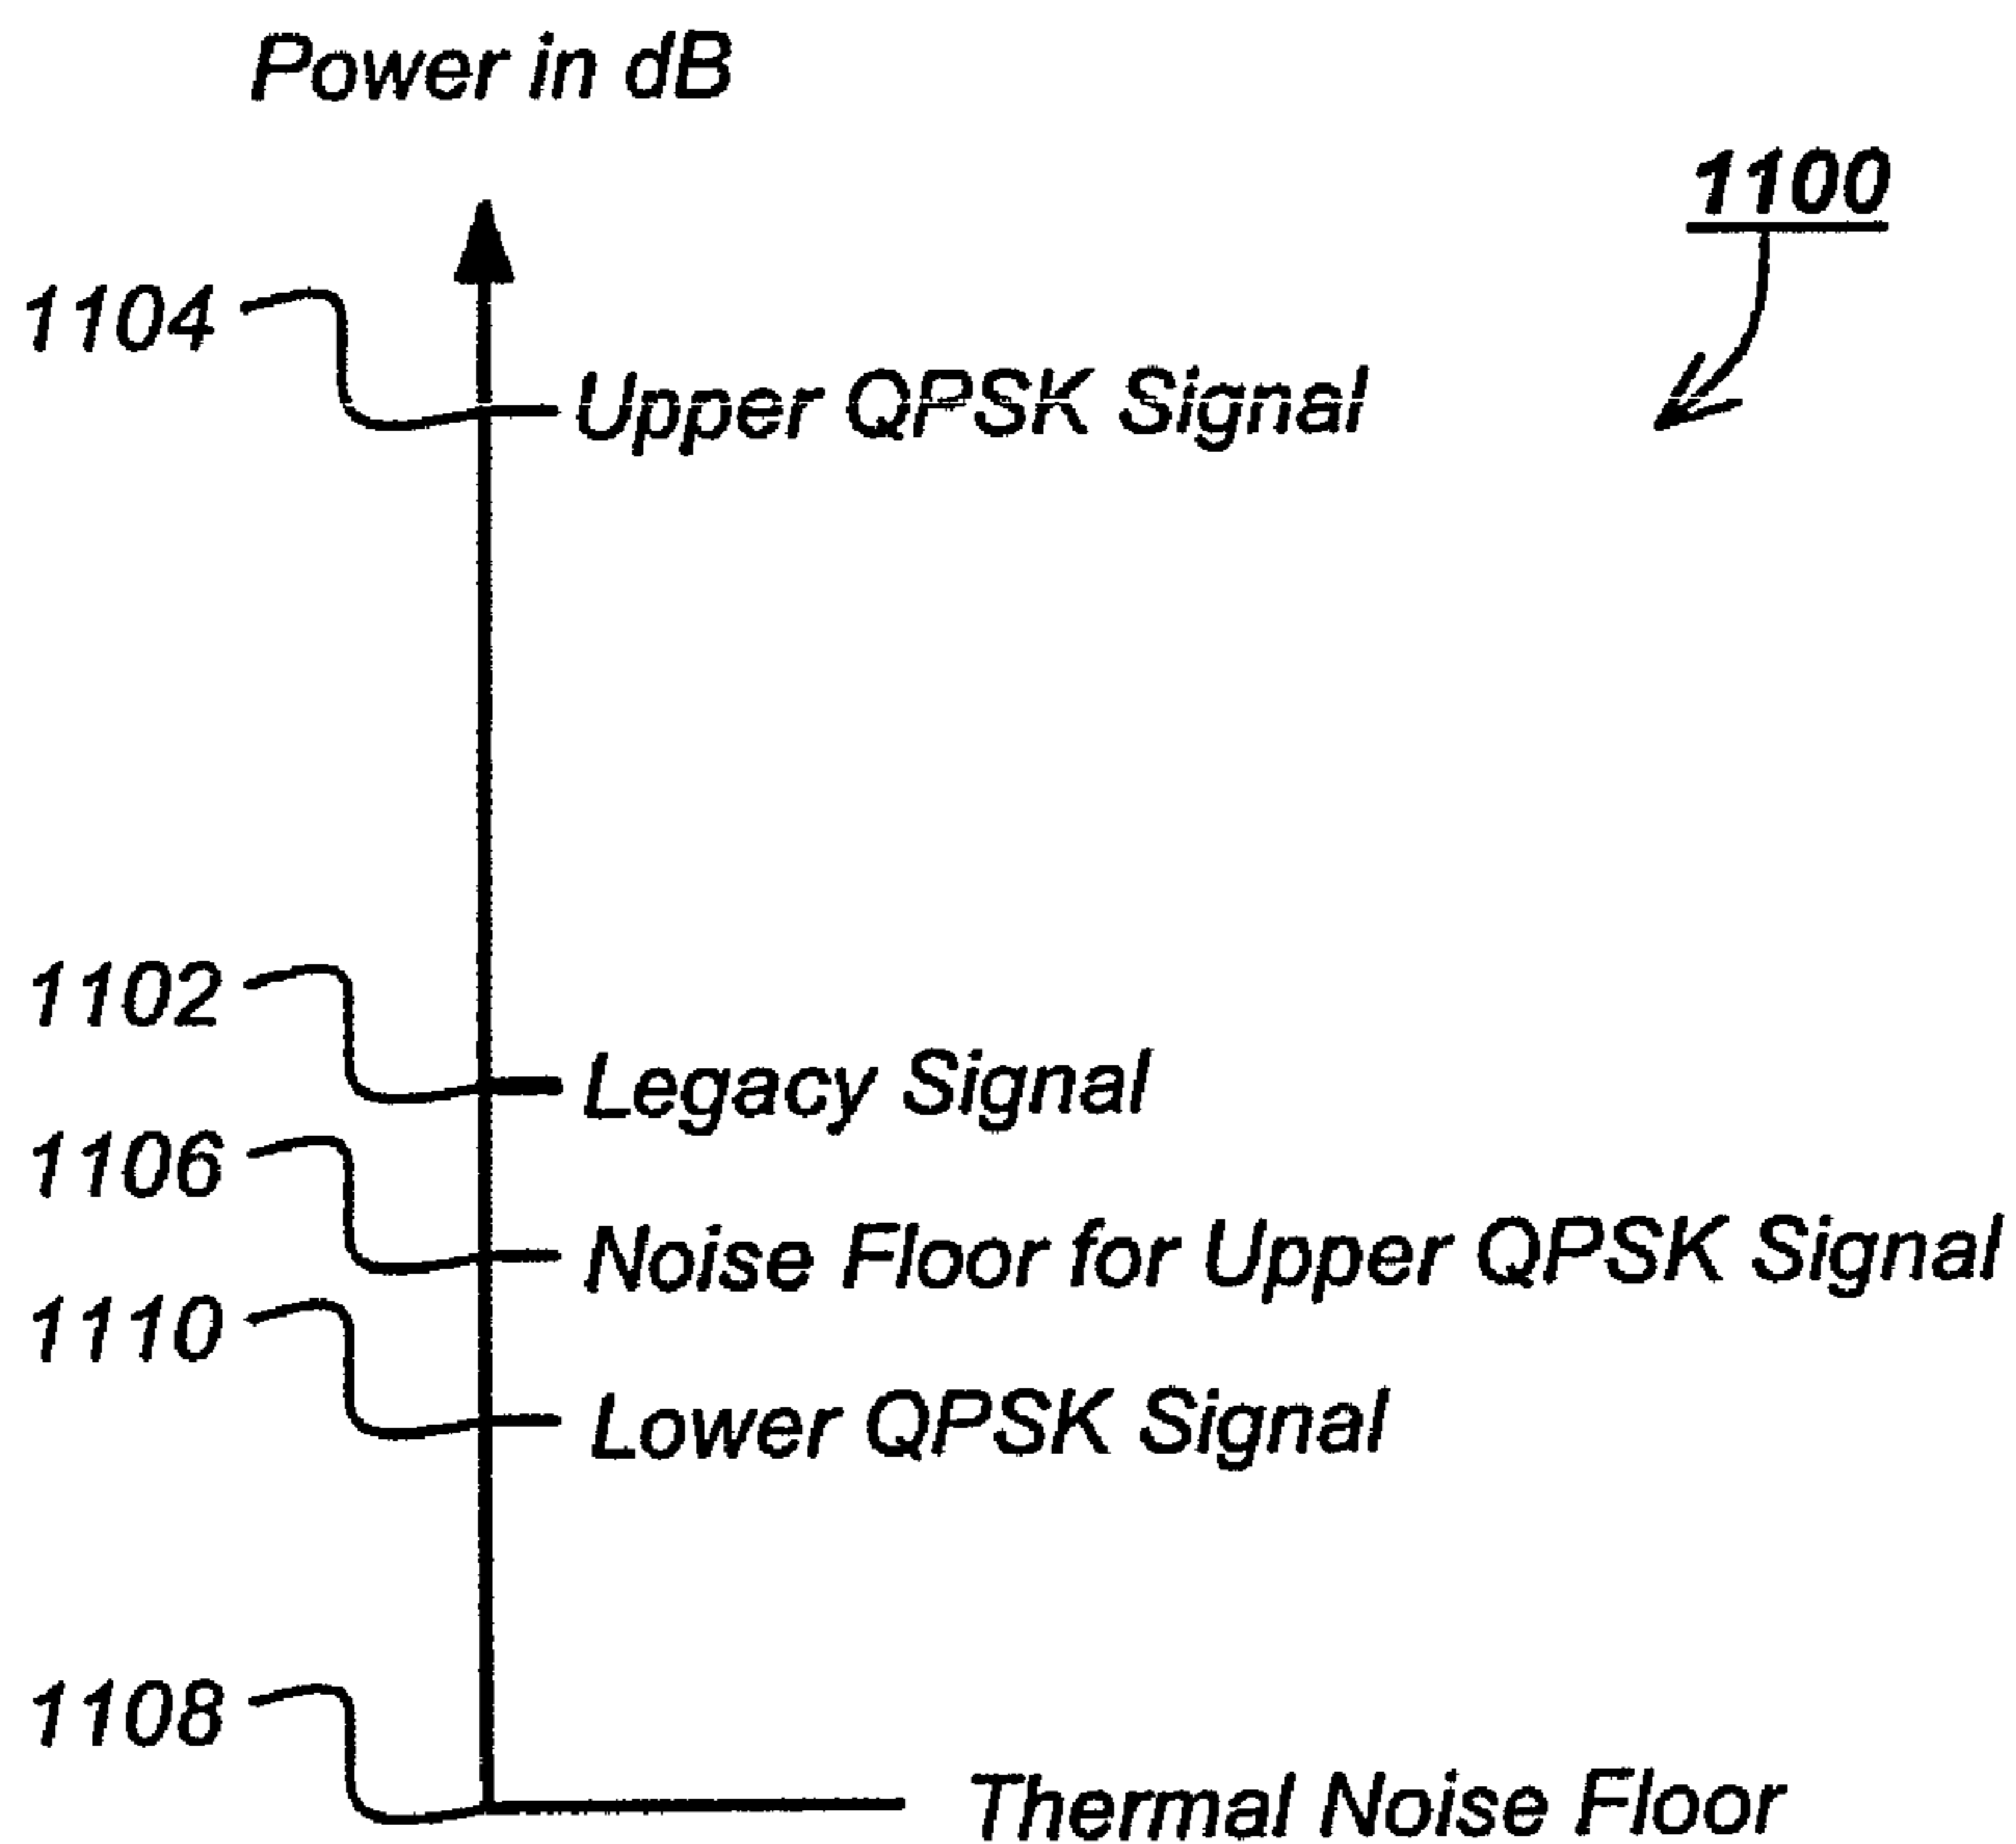 Power in dB
1100
1104
Upper QPSK Signal
1102
Legacy Signal
1106
Noise Floor for Upper QPSK Signal
1110
Lower QPSK Signal
1108
Thermal Noise Floor